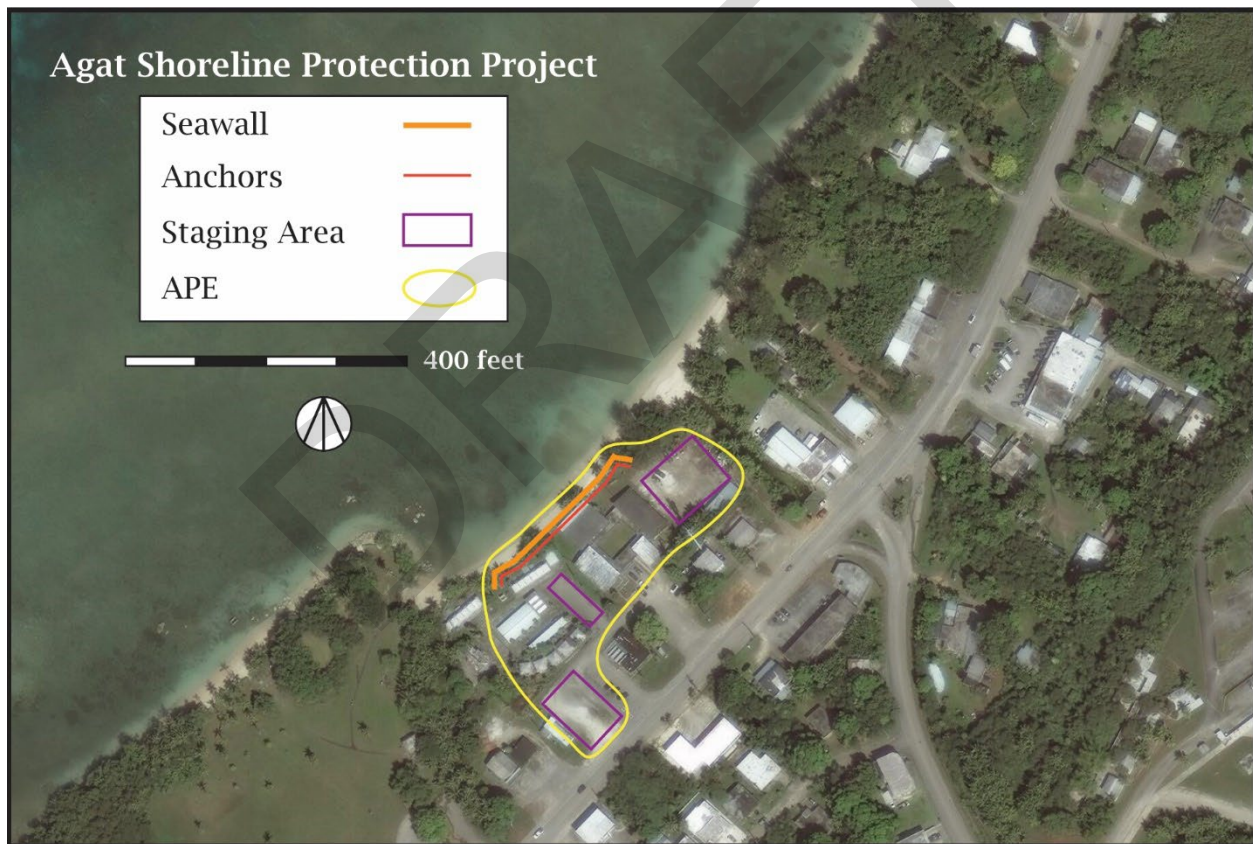 Agat Shoreline Protection Project
Seawall
Anchors
Staging Area
APE
400 feet
DRAFT